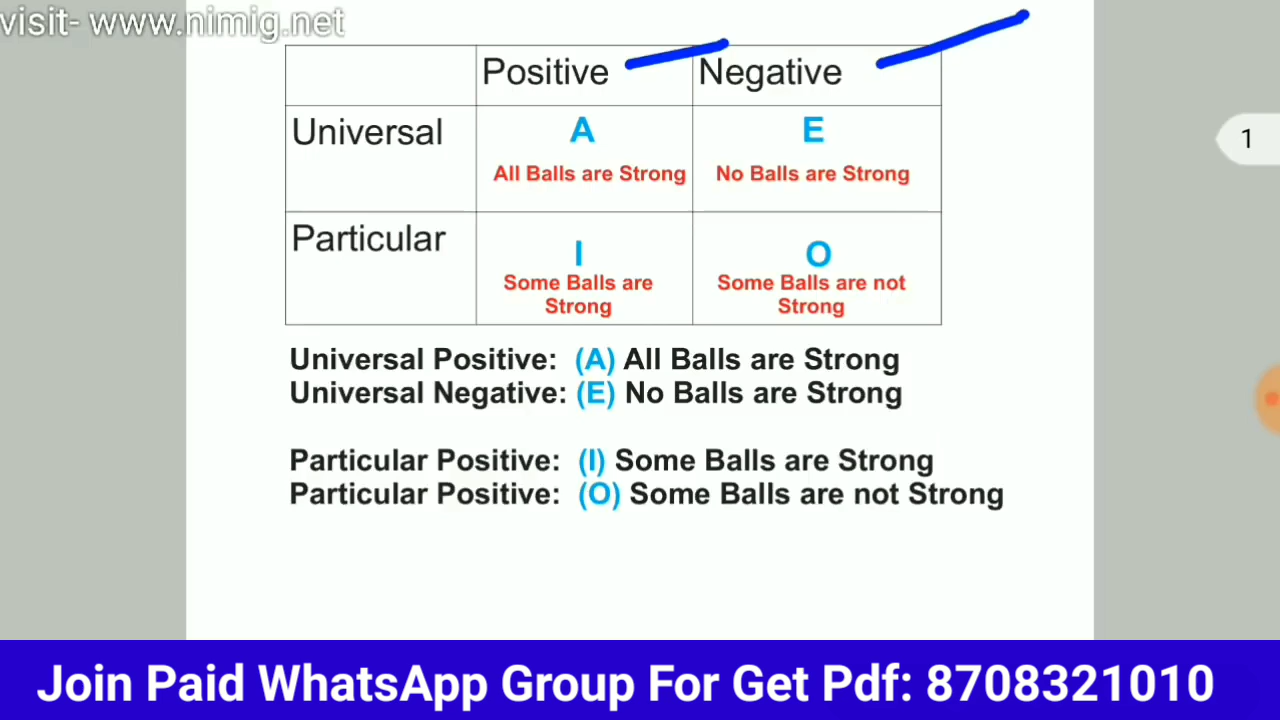 visit- www.nimig.net
Positive Negative
Universal A E
All Balls are Strong No Balls are Strong
Particular I O
Some Balls are Some Balls are not
Strong Strong
1
Universal Positive: (A) All Balls are Strong
Universal Negative: (E) No Balls are Strong
Particular Positive: (I) Some Balls are Strong
Particular Positive: (O) Some Balls are not Strong
Join Paid WhatsApp Group For Get Pdf: 8708321010